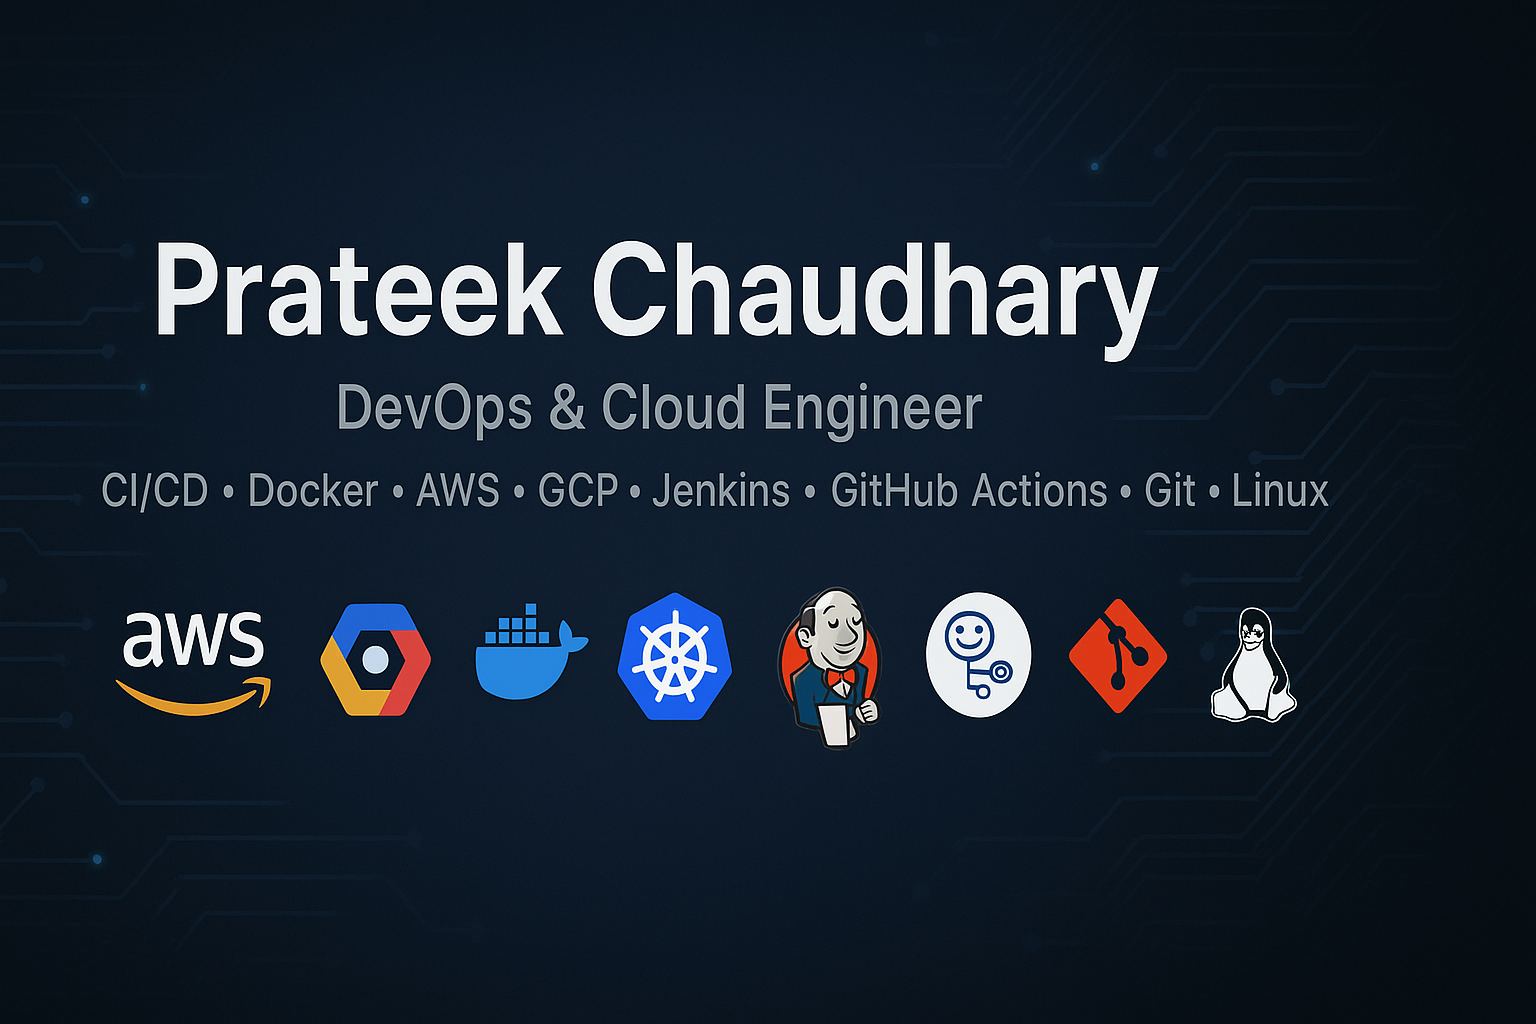 Prateek Chaudhary
DevOps & Cloud Engineer
CI/CD • Docker • AWS • GCP • Jenkins • GitHub Actions • Git • Linux
aws